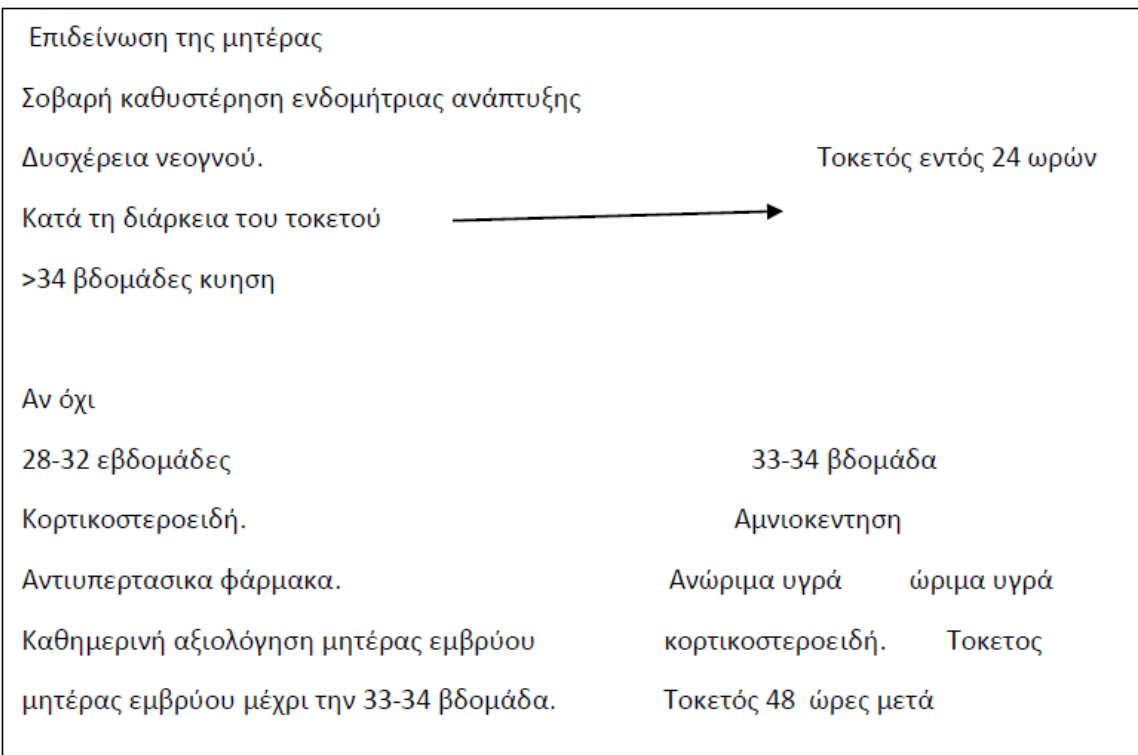 Επιδείνωση της μητέρας
Σοβαρή καθυστέρηση ενδομήτριας ανάπτυξης
Δυσχέρεια νεογνού. Τοκετός εντός 24 ωρών
Κατά τη διάρκεια του τοκετού
>34 βδομάδες κυηση
Αν όχι
28-32 εβδομάδες 33-34 βδομάδα
Κορτικοστεροειδή. Αμνιοκεντηση
Αντιυπερτασικα φάρμακα. Ανώριμα υγρά ώριμα υγρά
Καθημερινή αξιολόγηση μητέρας εμβρύου κορτικοστεροειδή. Τοκετος
μητέρας εμβρύου μέχρι την 33-34 βδομάδα. Τοκετός 48 ώρες μετά